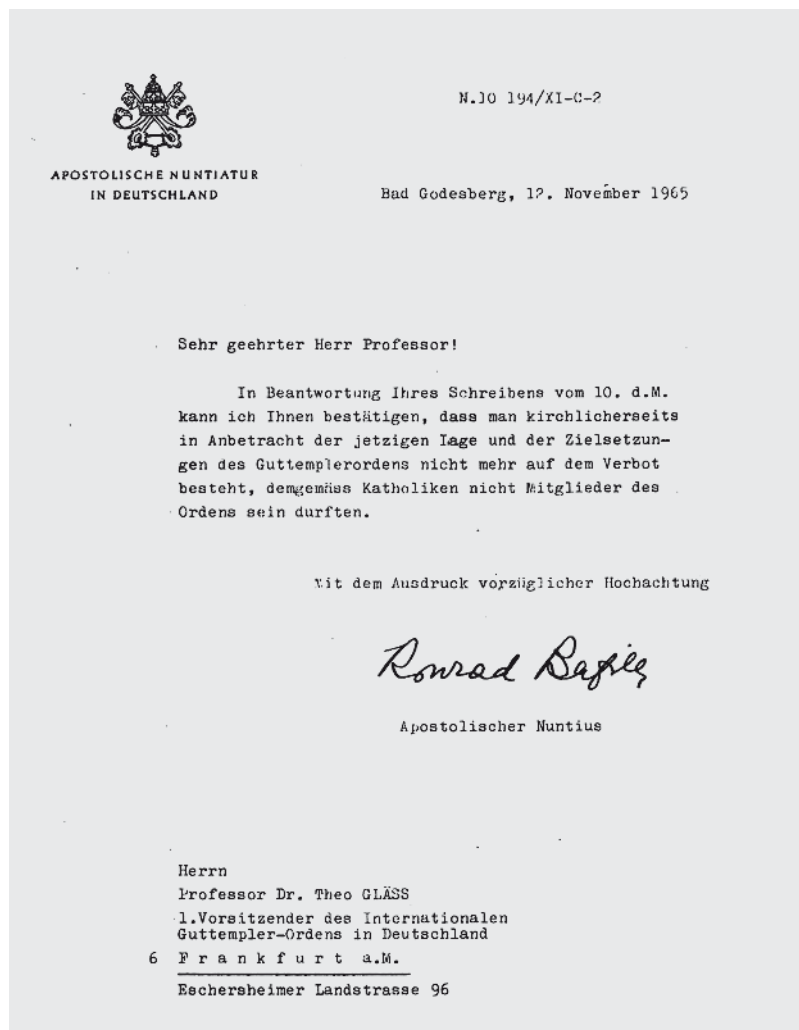 N.10 194/XI-C-2
APOSTOLISCHE NUNTIATUR
IN DEUTSCHLAND
Bad Godesberg, 12. November 1965
Sehr geehrter Herr Professor!
In Beantwortung Ihres Schreibens vom 10. d.M.
kann ich Ihnen bestätigen, dass man kirchlicherseits
in Anbetracht der jetzigen Lage und der Zielsetzun-
gen des Guttemplerordens nicht mehr auf dem Verbot
besteht, demgemäss Katholiken nicht Mitglieder des
Ordens sein durften.
Mit dem Ausdruck vorzüglicher Hochachtung
Konrad Bafile
Apostolischer Nuntius
Herrn
Professor Dr. Theo GLÄSS
1.Vorsitzender des Internationalen
Guttempler-Ordens in Deutschland
6 F r a n k f u r t a.M.
Eschersheimer Landstrasse 96